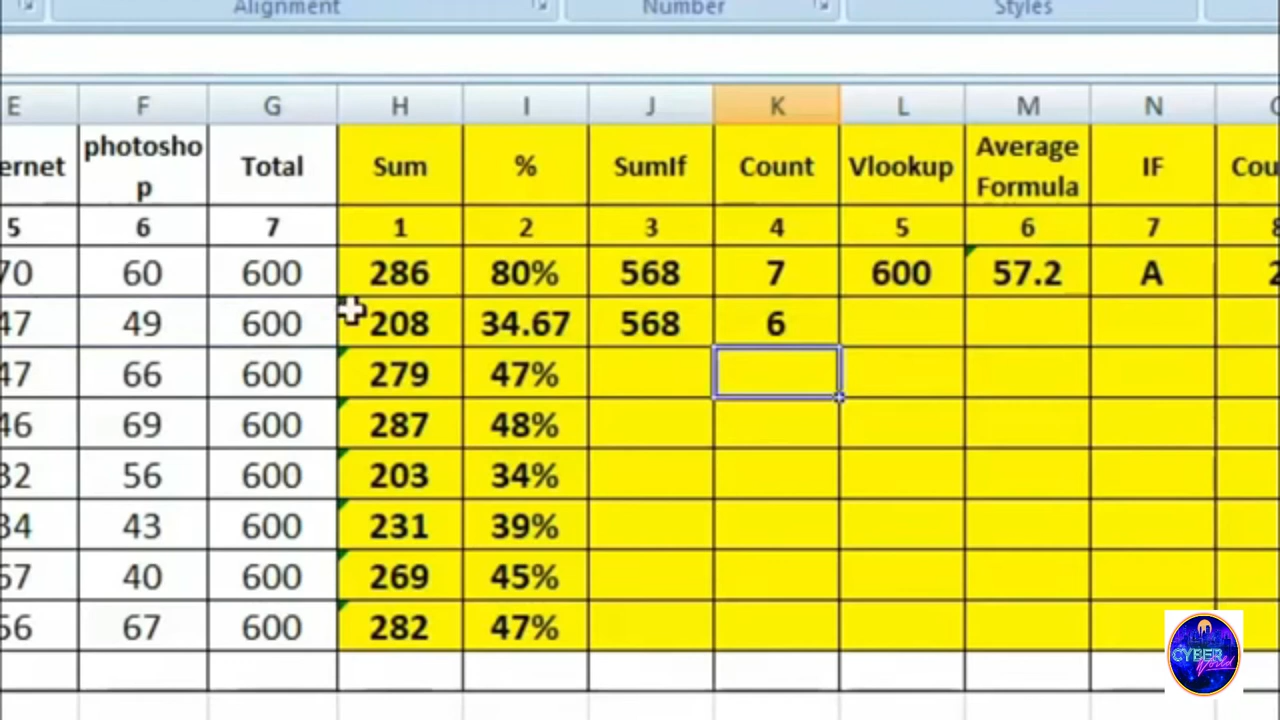 Alignment Number Styles
E F G H I J K L M N
ernet photosho
p Total Sum % SumIf Count Vlookup Average
Formula IF Cou
5 6 7 1 2 3 4 5 6 7 8
70 60 600 286 80% 568 7 600 57.2 A 2
47 49 600 208 34.67 568 6
47 66 600 279 47%
46 69 600 287 48%
32 56 600 203 34%
34 43 600 231 39%
57 40 600 269 45%
56 67 600 282 47%
CYBER
World